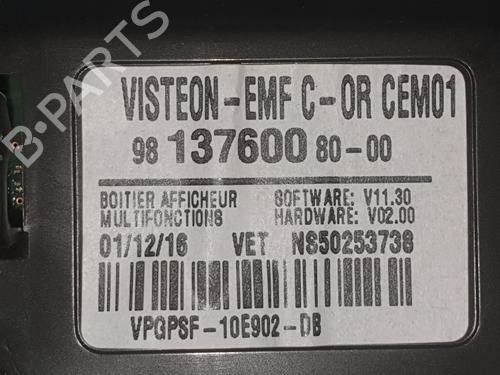 VISTEON-EMF C-OR CEM01
98 137600 80-00
BOITIER AFFICHEUR SOFTWARE: V11.30
MULTIFONCTIONS HARDWARE: V02.00
01/12/16 VET NS50253738
VPGPSF-10E902-DB
B-PARTS